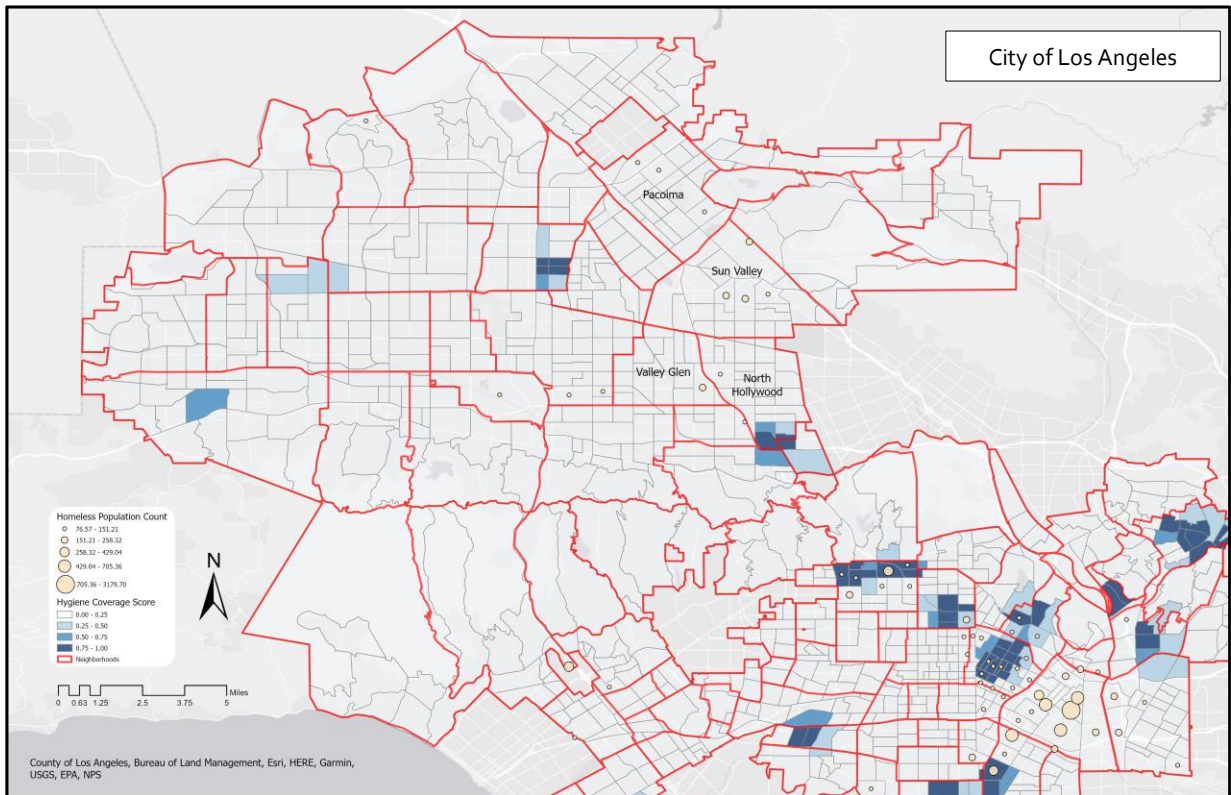 City of Los Angeles
Pacoima
Sun Valley
Valley Glen
North
Hollywood
Homeless Population Count
76.57 - 151.21
151.21 - 258.32
258.32 - 429.04
429.04 - 705.36
705.36 - 3179.70
Hygiene Coverage Score
0.00 - 0.25
0.25 - 0.50
0.50 - 0.75
0.75 - 1.00
Neighborhoods
N
Miles
0 0.63 1.25 2.5 3.75 5
County of Los Angeles, Bureau of Land Management, Esri, HERE, Garmin,
USGS, EPA, NPS